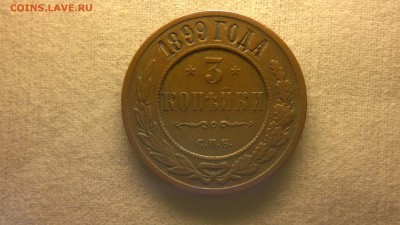 COINS.LAVE.RU
1899 ГОДА
* 3 *
КОПѢЙКИ
С.П.Б.